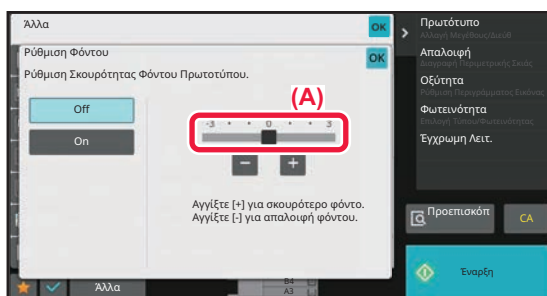 Άλλα
OK
Ρύθμιση Φόντου
OK
Ρύθμιση Σκουρότητας Φόντου Πρωτοτύπου.
Off
On
(A)
-3 • • 0 • • 3
− +
Αγγίξτε [+] για σκουρότερο φόντο.
Αγγίξτε [-] για απαλοιφή φόντου.
Άλλα
B4
A3
Πρωτότυπο
Αλλαγή Μεγέθους/Διεύθ
Απαλοιφή
Διαγραφή Περιμετρικής Σκιάς
Οξύτητα
Ρύθμιση Περιγράμματος Εικόνας
Φωτεινότητα
Επιλογή Τύπου/Φωτεινότητας
Έγχρωμη Λειτ.
Προεπισκόπ
CA
Έναρξη